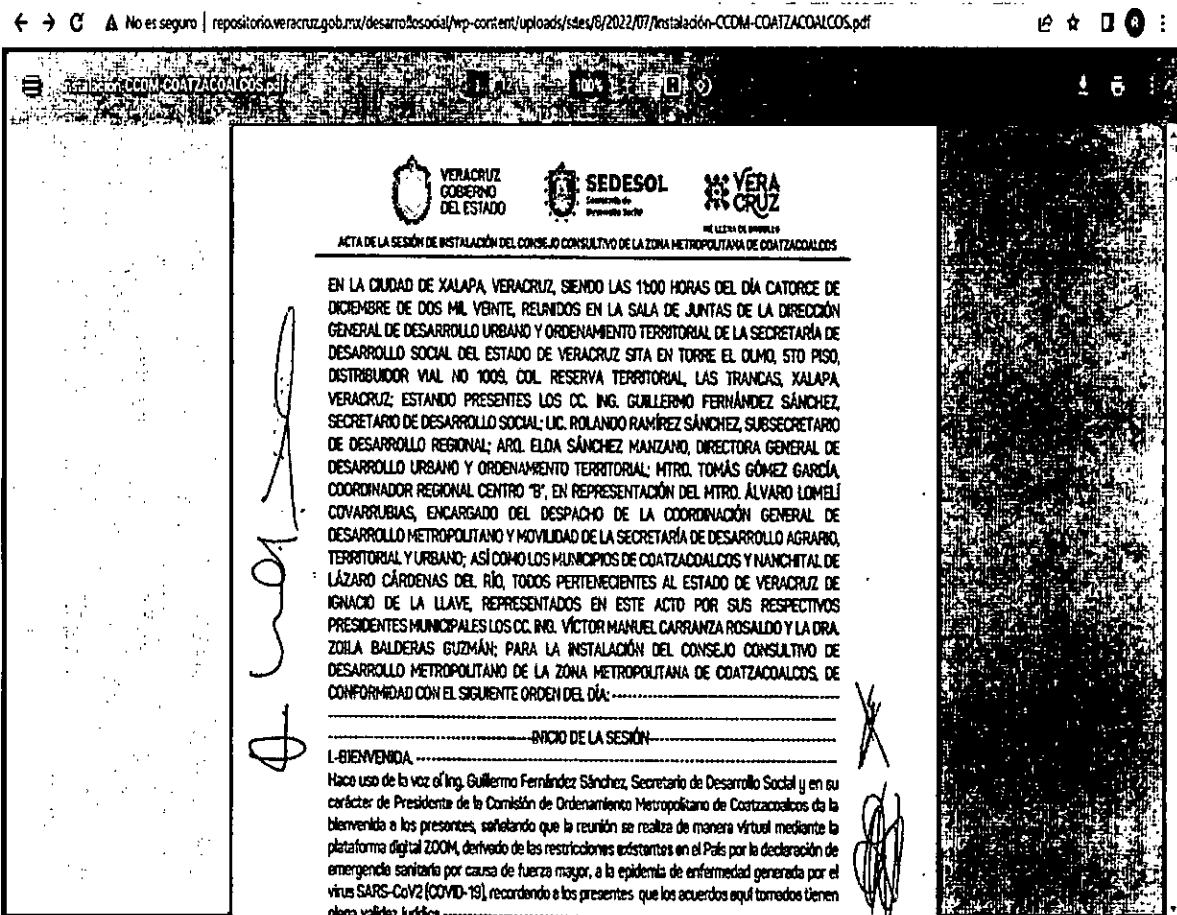 No es seguro | repositorio.veracruz.gob.mx/desarrollosocial/wp-content/uploads/sites/8/2022/07/Instalación-CCDM-COATZACOALCOS.pdf
Instalación-CCDM-COATZACOALCOS.pdf
100%
VERACRUZ
GOBIERNO
DEL ESTADO
SEDESOL
Secretaría de
Desarrollo Social
VERA
CRUZ
ME LLENA DE ORGULLO
ACTA DE LA SESIÓN DE INSTALACIÓN DEL CONSEJO CONSULTIVO DE LA ZONA METROPOLITANA DE COATZACOALCOS
EN LA CIUDAD DE XALAPA, VERACRUZ, SIENDO LAS 11:00 HORAS DEL DÍA CATORCE DE
DICIEMBRE DE DOS MIL VEINTE, REUNIDOS EN LA SALA DE JUNTAS DE LA DIRECCIÓN
GENERAL DE DESARROLLO URBANO Y ORDENAMIENTO TERRITORIAL DE LA SECRETARÍA DE
DESARROLLO SOCIAL DEL ESTADO DE VERACRUZ SITA EN TORRE EL OLMO, 5TO PISO,
DISTRIBUIDOR VIAL NO 1009, COL. RESERVA TERRITORIAL, LAS TRANCAS, XALAPA,
VERACRUZ; ESTANDO PRESENTES LOS CC. ING. GUILLERMO FERNÁNDEZ SÁNCHEZ,
SECRETARIO DE DESARROLLO SOCIAL; LIC. ROLANDO RAMÍREZ SÁNCHEZ, SUBSECRETARIO
DE DESARROLLO REGIONAL; ARQ. ELDA SÁNCHEZ MANZANO, DIRECTORA GENERAL DE
DESARROLLO URBANO Y ORDENAMIENTO TERRITORIAL; MTRO. TOMÁS GÓMEZ GARCÍA,
COORDINADOR REGIONAL CENTRO "B", EN REPRESENTACIÓN DEL MTRO. ÁLVARO LOMELÍ
COVARRUBIAS, ENCARGADO DEL DESPACHO DE LA COORDINACIÓN GENERAL DE
DESARROLLO METROPOLITANO Y MOVILIDAD DE LA SECRETARÍA DE DESARROLLO AGRARIO,
TERRITORIAL Y URBANO; ASÍ COMO LOS MUNICIPIOS DE COATZACOALCOS Y NANCHITAL DE
LÁZARO CÁRDENAS DEL RÍO, TODOS PERTENECIENTES AL ESTADO DE VERACRUZ DE
IGNACIO DE LA LLAVE, REPRESENTADOS EN ESTE ACTO POR SUS RESPECTIVOS
PRESIDENTES MUNICIPALES LOS CC. ING. VÍCTOR MANUEL CARRANZA ROSALDO Y LA DRA.
ZOILA BALDERAS GUZMÁN; PARA LA INSTALACIÓN DEL CONSEJO CONSULTIVO DE
DESARROLLO METROPOLITANO DE LA ZONA METROPOLITANA DE COATZACOALCOS, DE
CONFORMIDAD CON EL SIGUIENTE ORDEN DEL DÍA:
INICIO DE LA SESIÓN
I.-BIENVENIDA.
Hace uso de la voz el Ing. Guillermo Fernández Sánchez, Secretario de Desarrollo Social y en su
carácter de Presidente de la Comisión de Ordenamiento Metropolitano de Coatzacoalcos da la
bienvenida a los presentes, señalando que la reunión se realiza de manera virtual mediante la
plataforma digital ZOOM, derivado de las restricciones existentes en el País por la declaración de
emergencia sanitaria por causa de fuerza mayor, a la epidemia de enfermedad generada por el
virus SARS-CoV2 (COVID-19), recordando a los presentes que los acuerdos aquí tomados tienen
plena validez jurídica